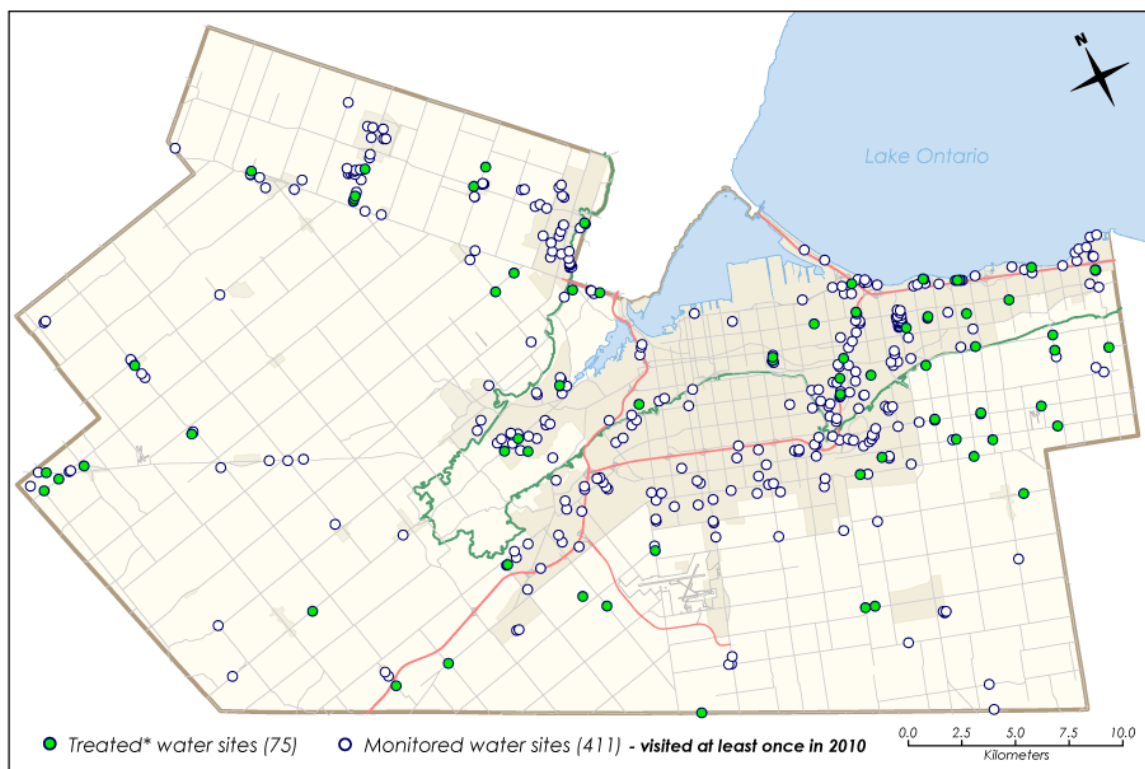 N
Lake Ontario
Treated* water sites (75)
Monitored water sites (411) - visited at least once in 2010
0.0 2.5 5.0 7.5 10.0
Kilometers